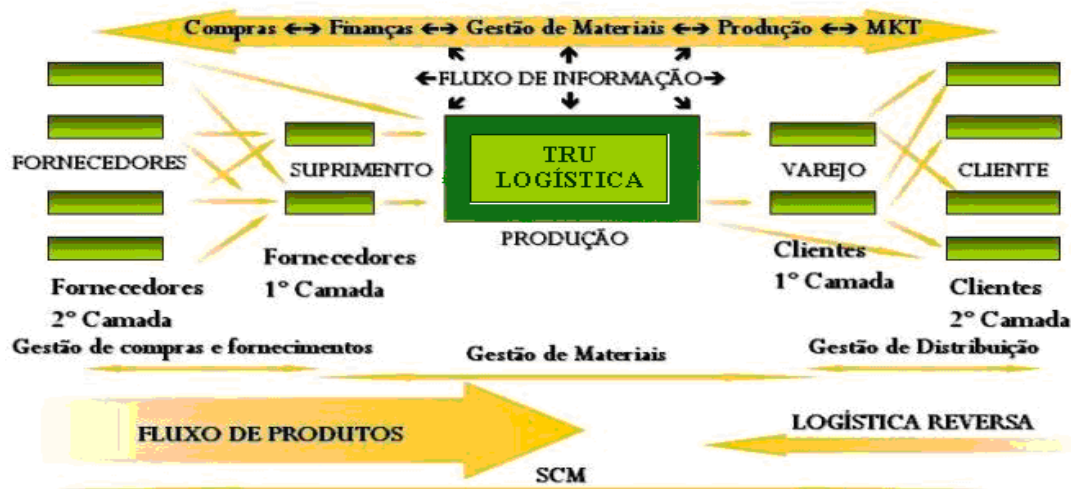 Compras ↔ Finanças ↔ Gestão de Materiais ↔ Produção ↔ MKT
FLUXO DE INFORMAÇÃO
FORNECEDORES
SUPRIMENTO
TRU
LOGÍSTICA
VAREJO
CLIENTE
PRODUÇÃO
Fornecedores
2° Camada
Fornecedores
1° Camada
Clientes
1° Camada
Clientes
2° Camada
Gestão de compras e fornecimentos
Gestão de Materiais
Gestão de Distribuição
FLUXO DE PRODUTOS
LOGÍSTICA REVERSA
SCM